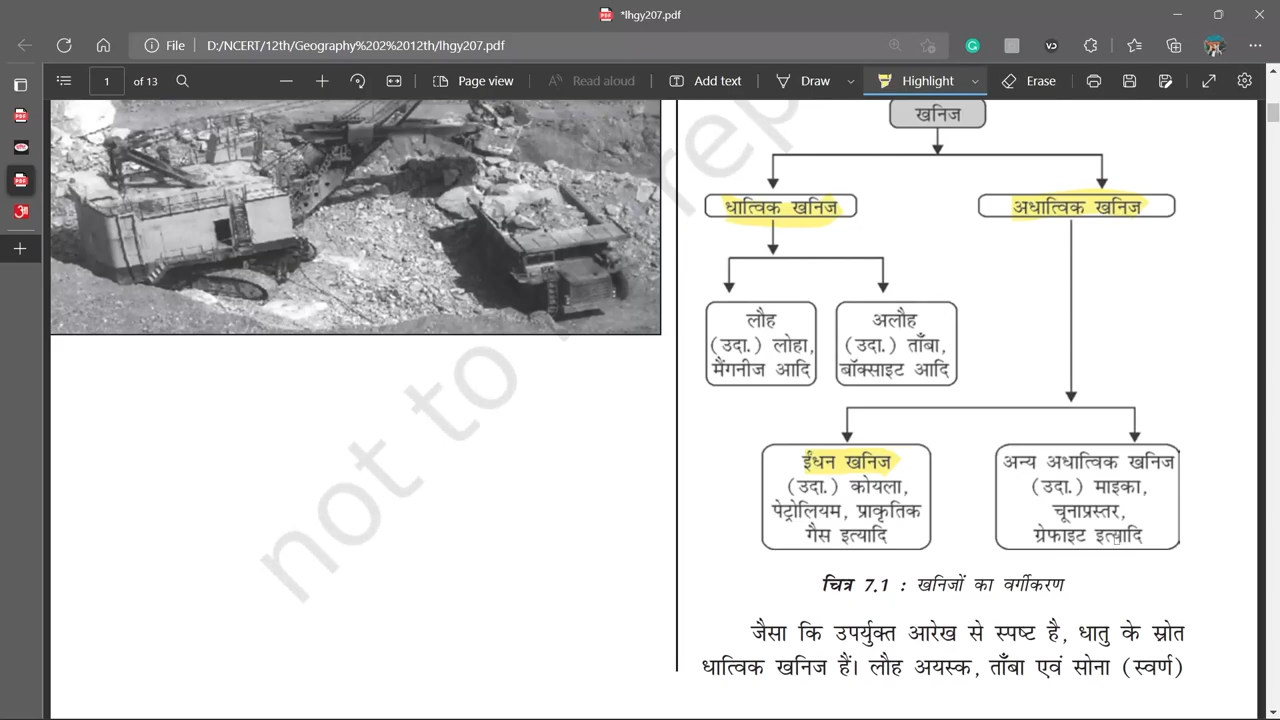 *lhgy207.pdf
File D:/NCERT/12th/Geography%202%2012th/lhgy207.pdf
1 of 13 Page view Read aloud Add text Draw Highlight Erase
खनिज
धात्विक खनिज
अधात्विक खनिज
लौह
(उदा.) लोहा,
मैंगनीज आदि
अलौह
(उदा.) ताँबा,
बॉक्साइट आदि
ईंधन खनिज
(उदा.) कोयला,
पेट्रोलियम, प्राकृतिक
गैस इत्यादि
अन्य अधात्विक खनिज
(उदा.) माइका,
चूनाप्रस्तर,
ग्रेफाइट इत्यादि
चित्र 7.1 : खनिजों का वर्गीकरण
जैसा कि उपर्युक्त आरेख से स्पष्ट है, धातु के स्रोत
धात्विक खनिज हैं। लौह अयस्क, ताँबा एवं सोना (स्वर्ण)
not to rep